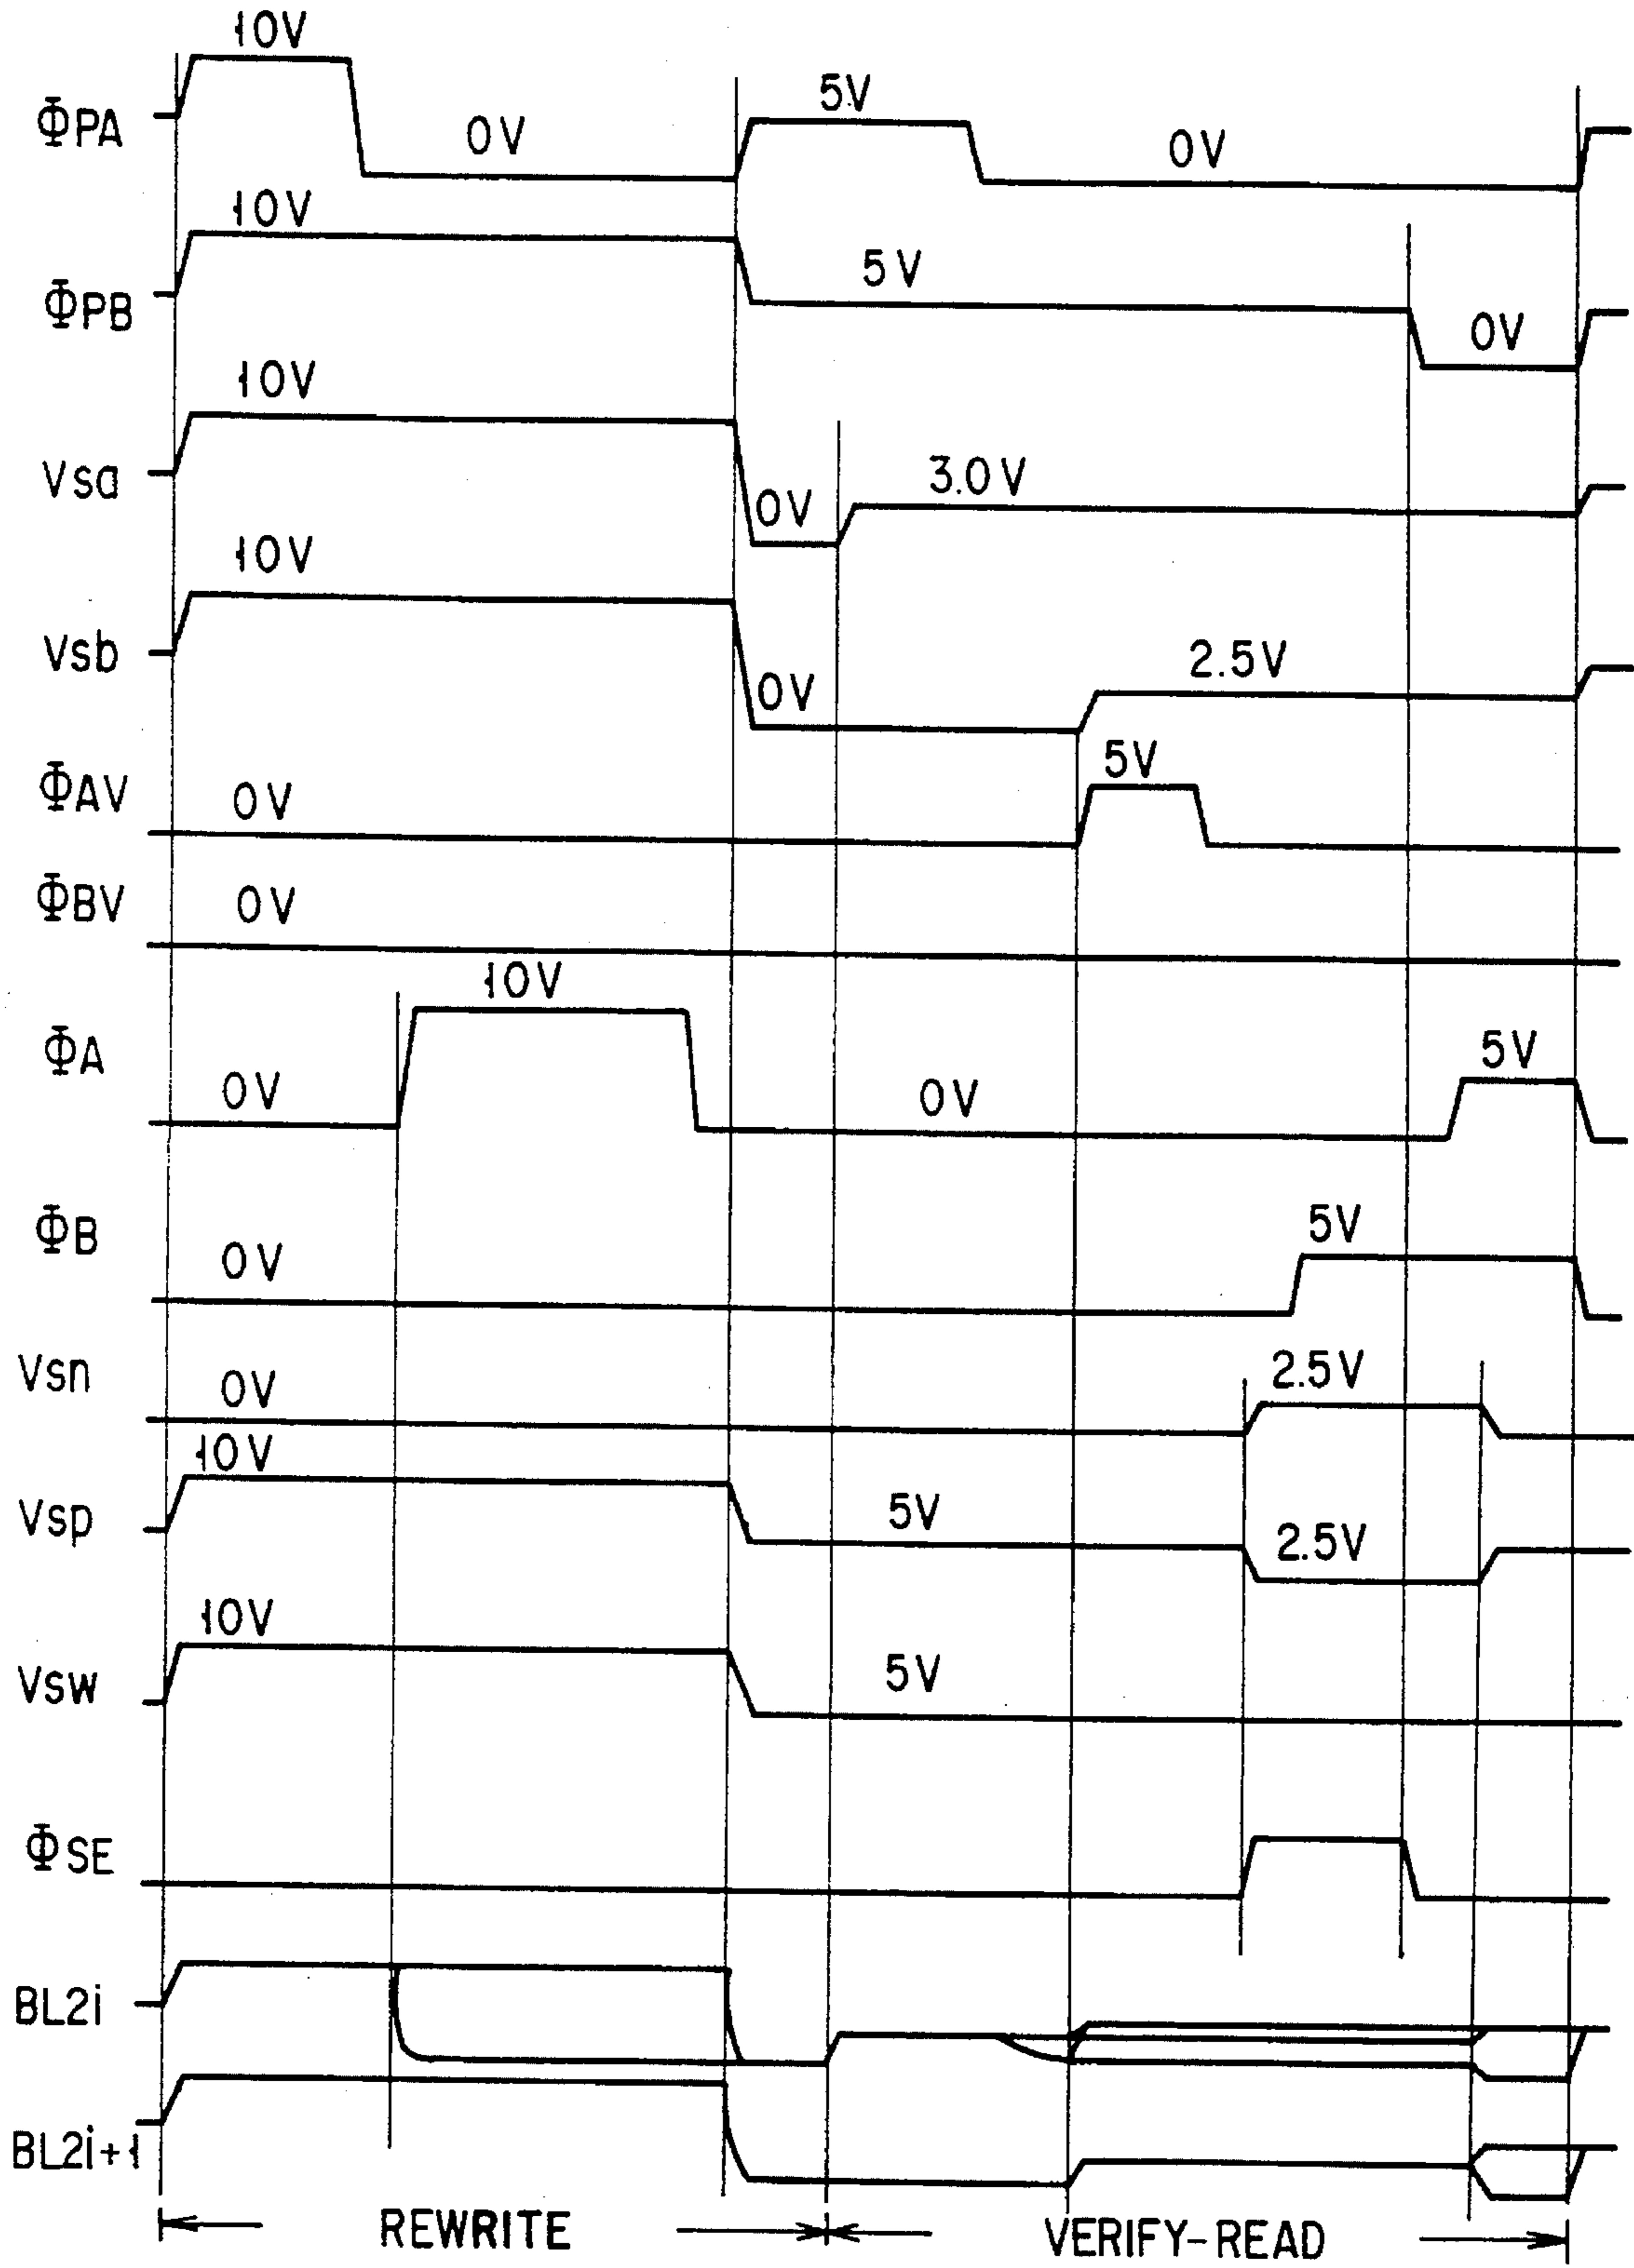 10V
ΦPA 0V 5V 0V
10V
ΦPB 5V 0V
10V
Vsa 0V 3.0V
10V
Vsb 0V 2.5V
ΦAV 0V 5V
ΦBV 0V
10V
ΦA 0V 0V 5V
ΦB 0V 5V
Vsn 0V 2.5V
10V
Vsp 5V 2.5V
10V
Vsw 5V
ΦSE
BL2i
BL2i+1
REWRITE VERIFY-READ